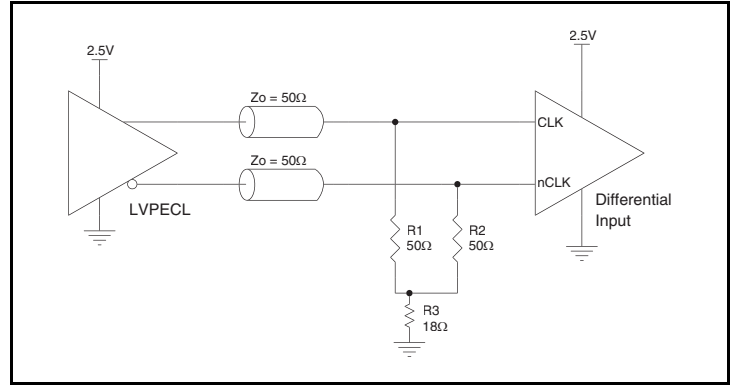 2.5V
2.5V
Zo = 50Ω
CLK
Zo = 50Ω
nCLK
LVPECL
Differential
Input
R1
50Ω
R2
50Ω
R3
18Ω